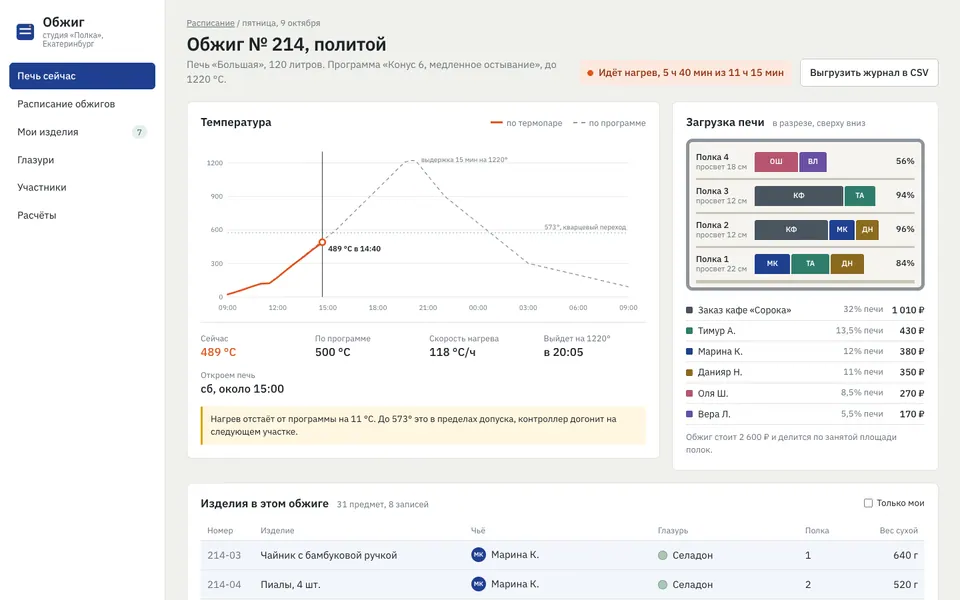 Обжиг
студия «Полка»,
Екатеринбург
Печь сейчас
Расписание обжигов
Мои изделия 7
Глазури
Участники
Расчёты
Расписание / пятница, 9 октября
Обжиг № 214, политой
Печь «Большая», 120 литров. Программа «Конус 6, медленное остывание», до
1220 °C.
Идёт нагрев, 5 ч 40 мин из 11 ч 15 мин
Выгрузить журнал в CSV
Температура
по термопаре
по программе
1200
900
600
300
0
выдержка 15 мин на 1220°
573°, кварцевый переход
489 °C в 14:40
09:00 12:00 15:00 18:00 21:00 00:00 03:00 06:00 09:00
Сейчас
489 °C
По программе
500 °C
Скорость нагрева
118 °C/ч
Выйдет на 1220°
в 20:05
Откроем печь
сб, около 15:00
Нагрев отстаёт от программы на 11 °C. До 573° это в пределах допуска, контроллер догонит на
следующем участке.
Загрузка печи в разрезе, сверху вниз
Полка 4
просвет 18 см
ОШ ВЛ 56%
Полка 3
просвет 12 см
КФ ТА 94%
Полка 2
просвет 12 см
КФ МК ДН 96%
Полка 1
просвет 22 см
МК ТА ДН 84%
Заказ кафе «Сорока» 32% печи 1 010 ₽
Тимур А. 13,5% печи 430 ₽
Марина К. 12% печи 380 ₽
Данияр Н. 11% печи 350 ₽
Оля Ш. 8,5% печи 270 ₽
Вера Л. 5,5% печи 170 ₽
Обжиг стоит 2 600 ₽ и делится по занятой площади
полок.
Изделия в этом обжиге 31 предмет, 8 записей
Только мои
Номер Изделие Чьё Глазурь Полка Вес сухой
214-03 Чайник с бамбуковой ручкой МК Марина К. Селадон 1 640 г
214-04 Пиалы, 4 шт. МК Марина К. Селадон 2 520 г